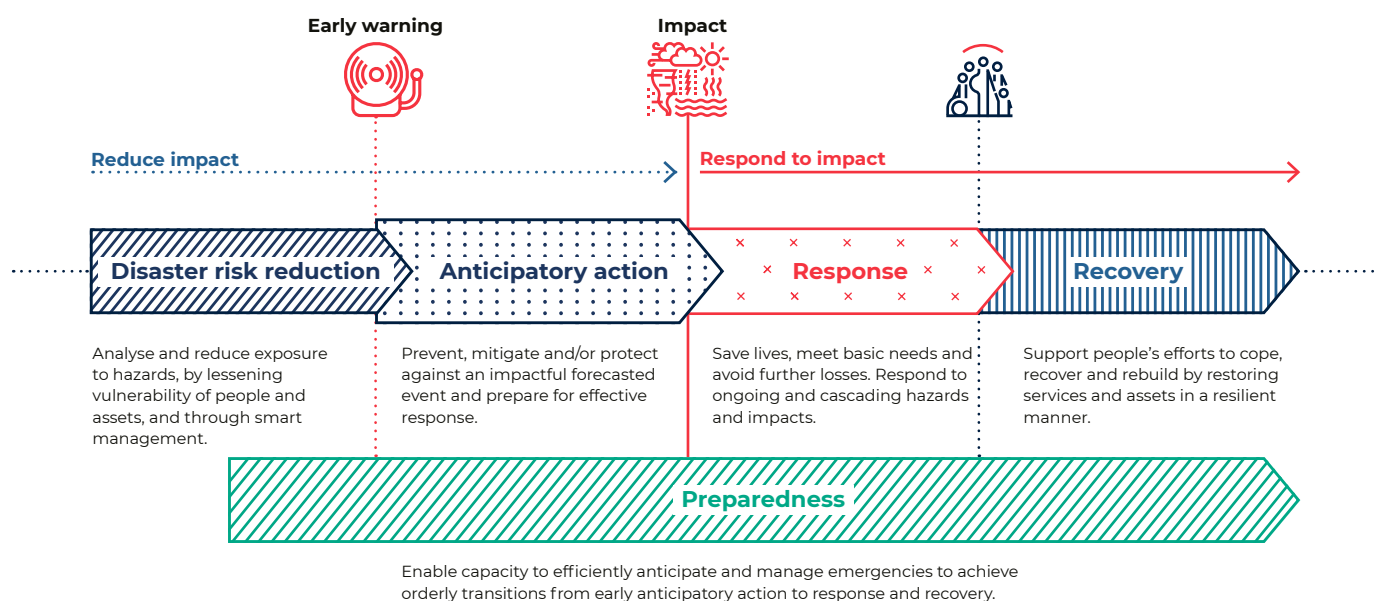 Early warning
Impact
Reduce impact
Respond to impact
Disaster risk reduction
Anticipatory action
Response
Recovery
Analyse and reduce exposure
to hazards, by lessening
vulnerability of people and
assets, and through smart
management.
Prevent, mitigate and/or protect
against an impactful forecasted
event and prepare for effective
response.
Save lives, meet basic needs and
avoid further losses. Respond to
ongoing and cascading hazards
and impacts.
Support people’s efforts to cope,
recover and rebuild by restoring
services and assets in a resilient
manner.
Preparedness
Enable capacity to efficiently anticipate and manage emergencies to achieve
orderly transitions from early anticipatory action to response and recovery.